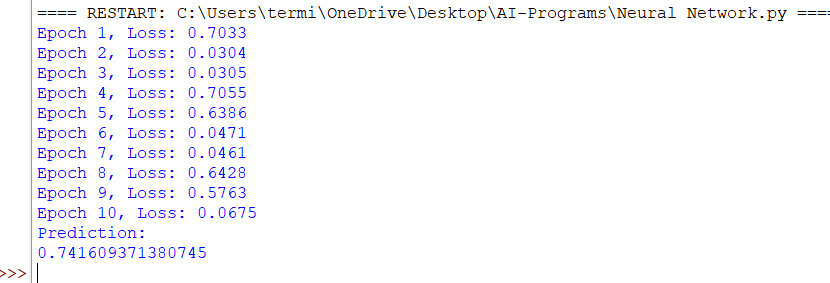 ==== RESTART: C:\Users\termi\OneDrive\Desktop\AI-Programs\Neural Network.py ====
Epoch 1, Loss: 0.7033
Epoch 2, Loss: 0.0304
Epoch 3, Loss: 0.0305
Epoch 4, Loss: 0.7055
Epoch 5, Loss: 0.6386
Epoch 6, Loss: 0.0471
Epoch 7, Loss: 0.0461
Epoch 8, Loss: 0.6428
Epoch 9, Loss: 0.5763
Epoch 10, Loss: 0.0675
Prediction:
0.741609371380745
>>>